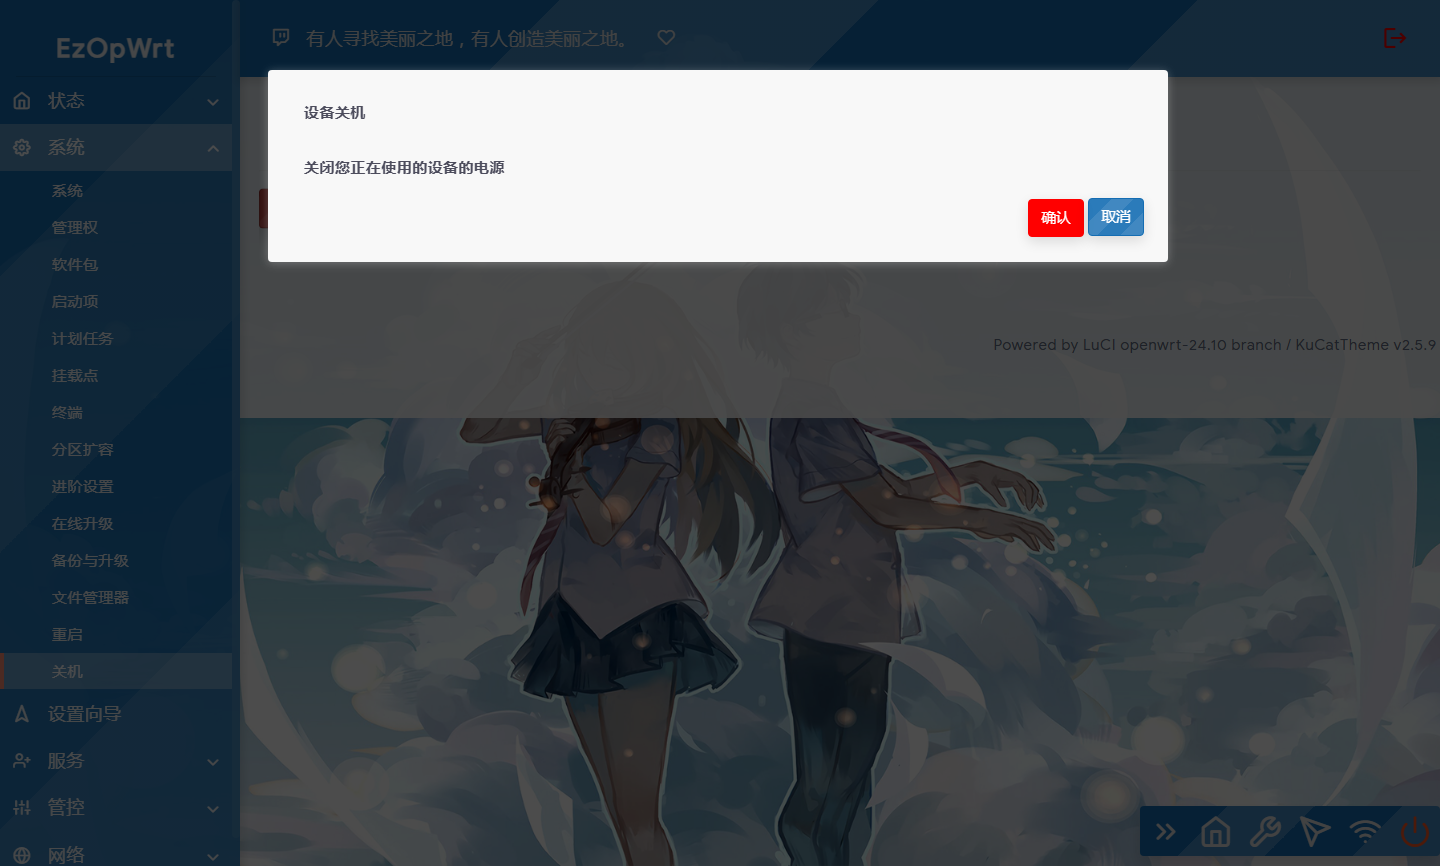 EzOpWrt
有人寻找美丽之地，有人创造美丽之地。
状态
系统
系统
管理权
软件包
启动项
计划任务
挂载点
终端
分区扩容
进阶设置
在线升级
备份与升级
文件管理器
重启
关机
设置向导
服务
管控
网络
设备关机
关闭您正在使用的设备的电源
确认 取消
Powered by LuCI openwrt-24.10 branch / KuCatTheme v2.5.9